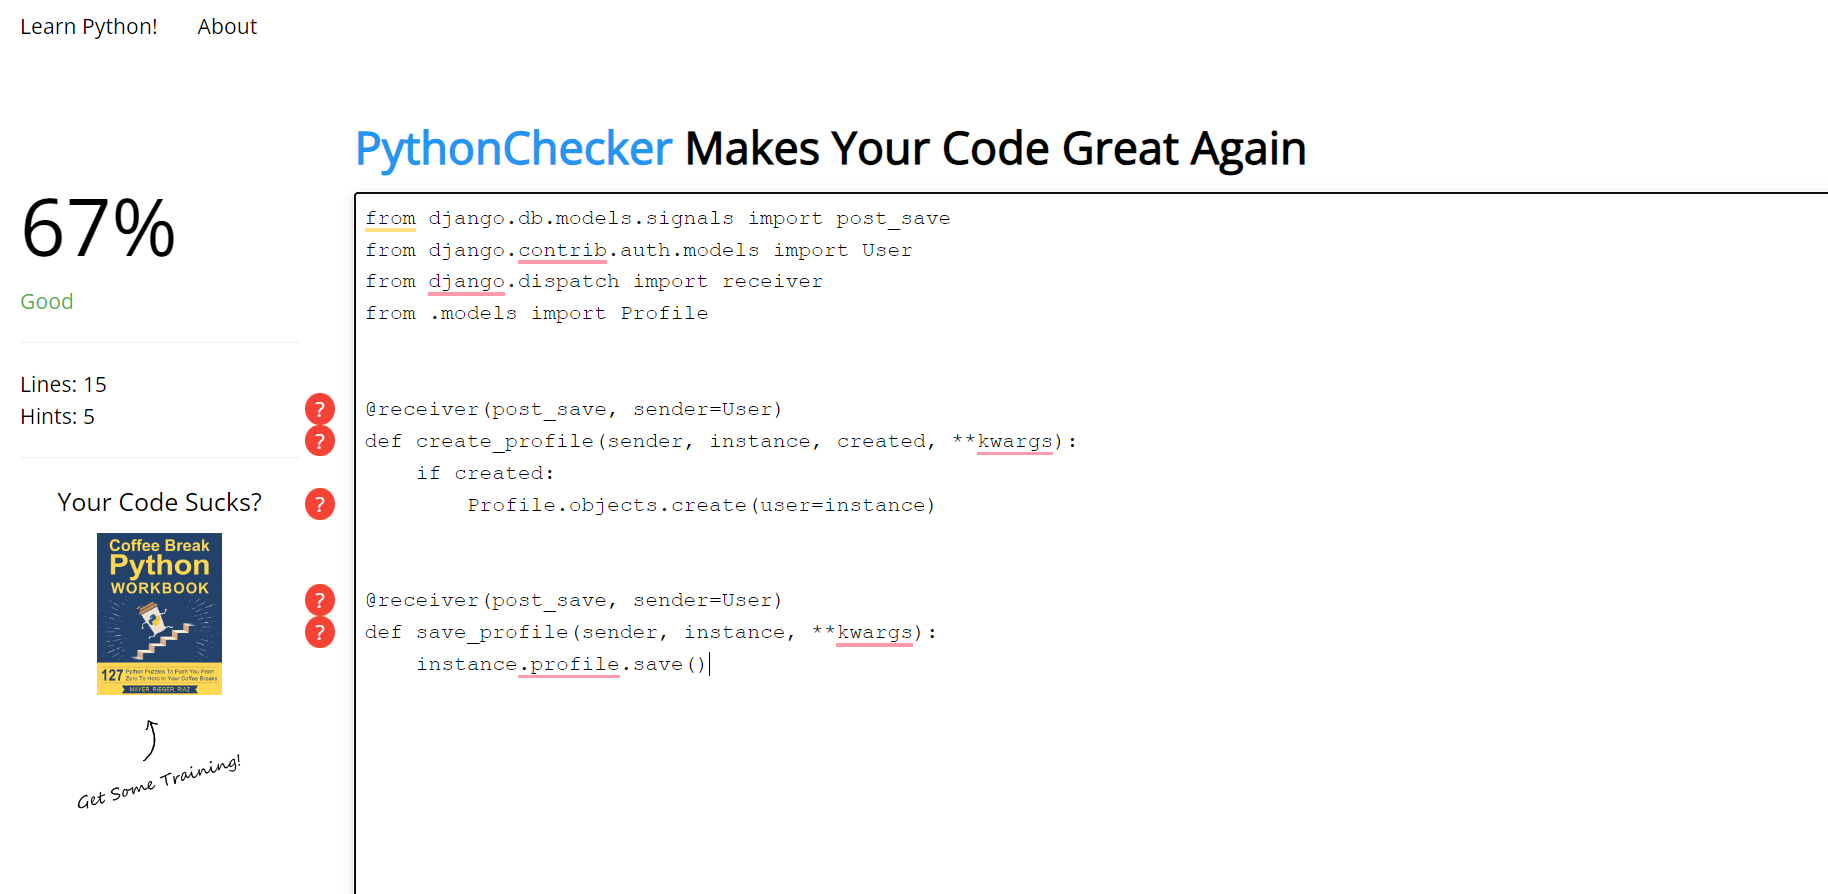 Learn Python! About
PythonChecker Makes Your Code Great Again
67%
Good
Lines: 15
Hints: 5
Your Code Sucks?
Coffee Break
Python
WORKBOOK
127 Python Puzzles To Push You From
Zero To Hero In Your Coffee Breaks
MAYER, RIEGER, RIAZ
Get Some Training!
?
?
?
?
?
from django.db.models.signals import post_save
from django.contrib.auth.models import User
from django.dispatch import receiver
from .models import Profile
@receiver(post_save, sender=User)
def create_profile(sender, instance, created, **kwargs):
    if created:
        Profile.objects.create(user=instance)
@receiver(post_save, sender=User)
def save_profile(sender, instance, **kwargs):
    instance.profile.save()